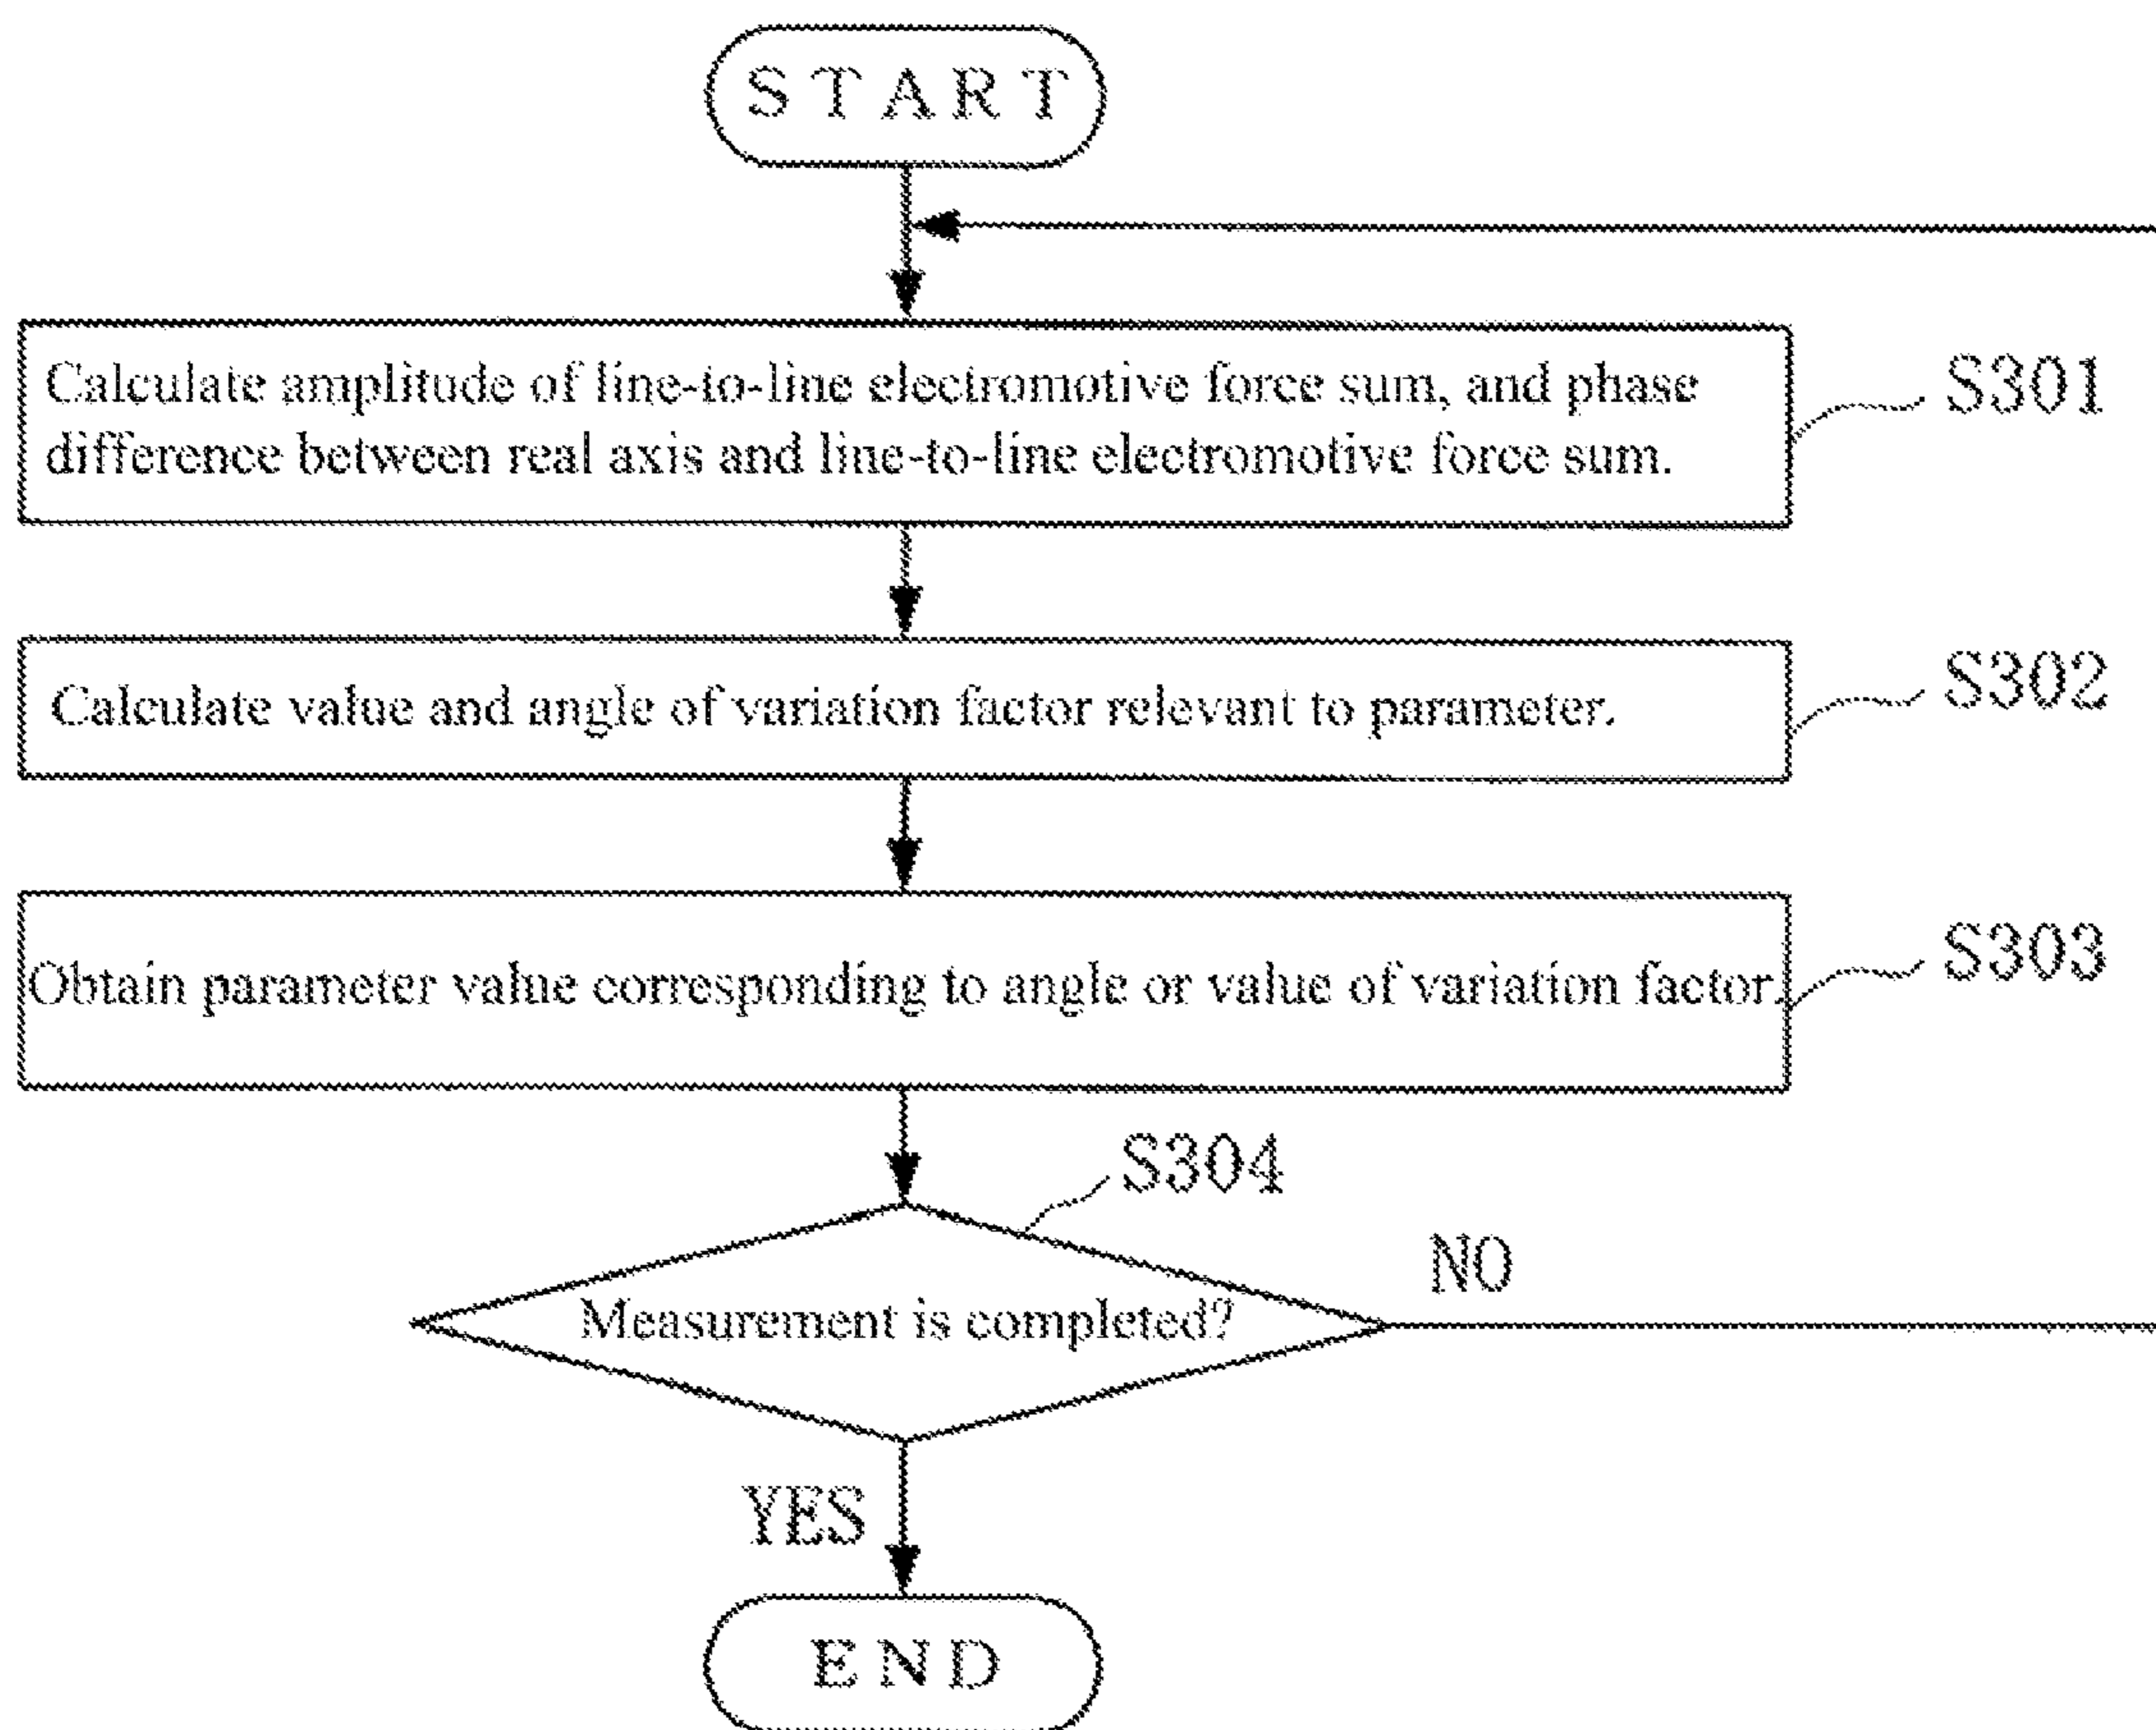 START
Calculate amplitude of line-to-line electromotive force sum, and phase
difference between real axis and line-to-line electromotive force sum.
S301
Calculate value and angle of variation factor relevant to parameter.
S302
Obtain parameter value corresponding to angle or value of variation factor.
S303
S304
Measurement is completed?
NO
YES
END